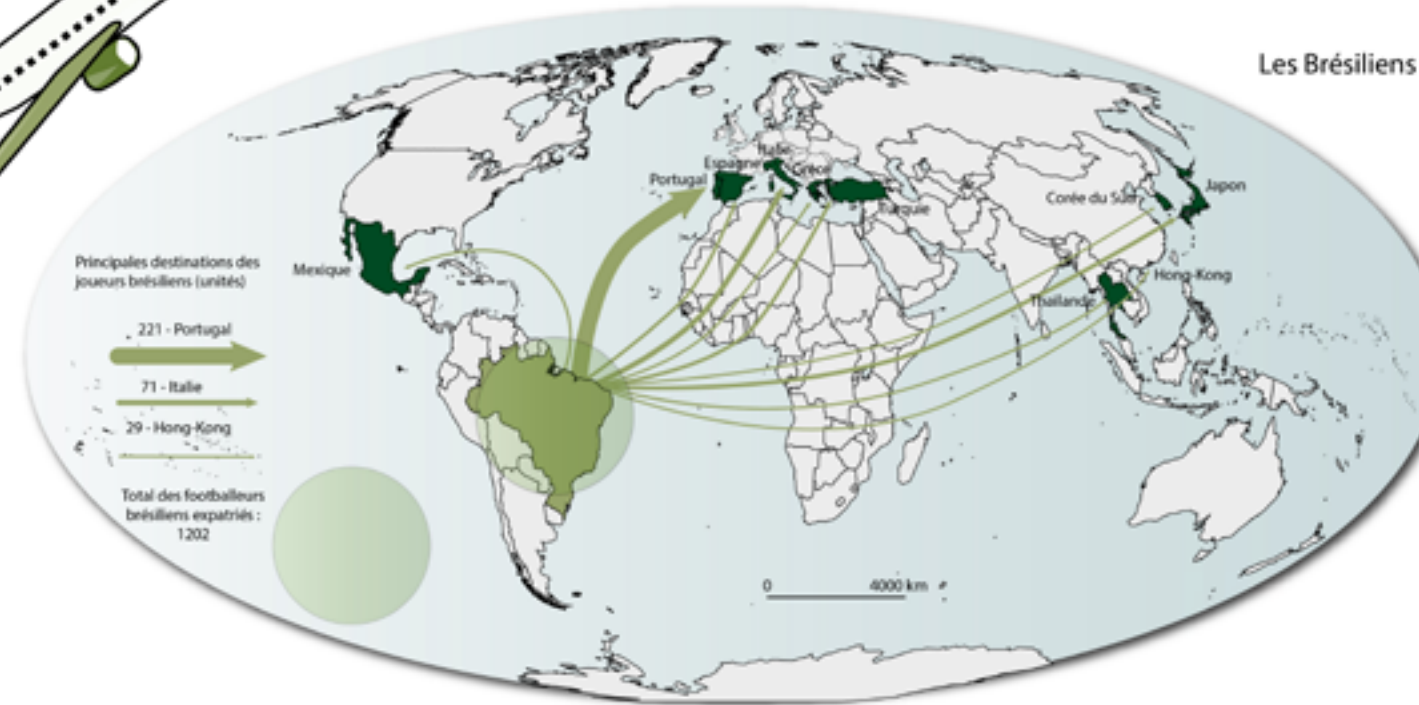 Les Brésiliens
Italie
Espagne
Grèce
Portugal
Turquie
Corée du Sud
Japon
Mexique
Hong-Kong
Thaïlande
Principales destinations des
joueurs brésiliens (unités)
221 - Portugal
71 - Italie
29 - Hong-Kong
Total des footballeurs
brésiliens expatriés :
1202
0 4000 km